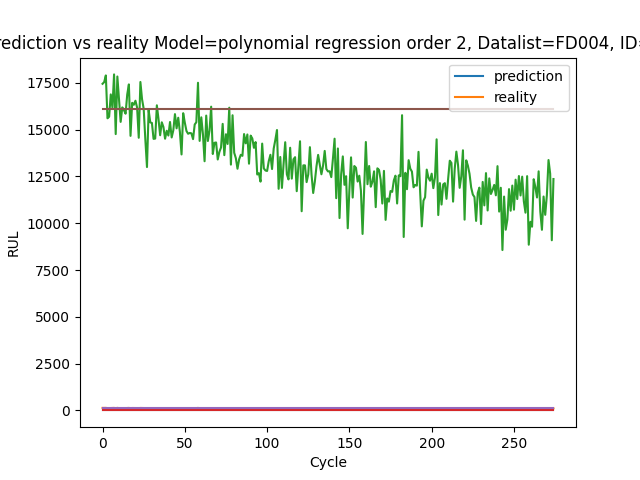 rediction vs reality Model=polynomial regression order 2, Datalist=FD004, ID=
prediction
reality
17500
15000
12500
10000
7500
5000
2500
0
RUL
0
50
100
150
200
250
Cycle